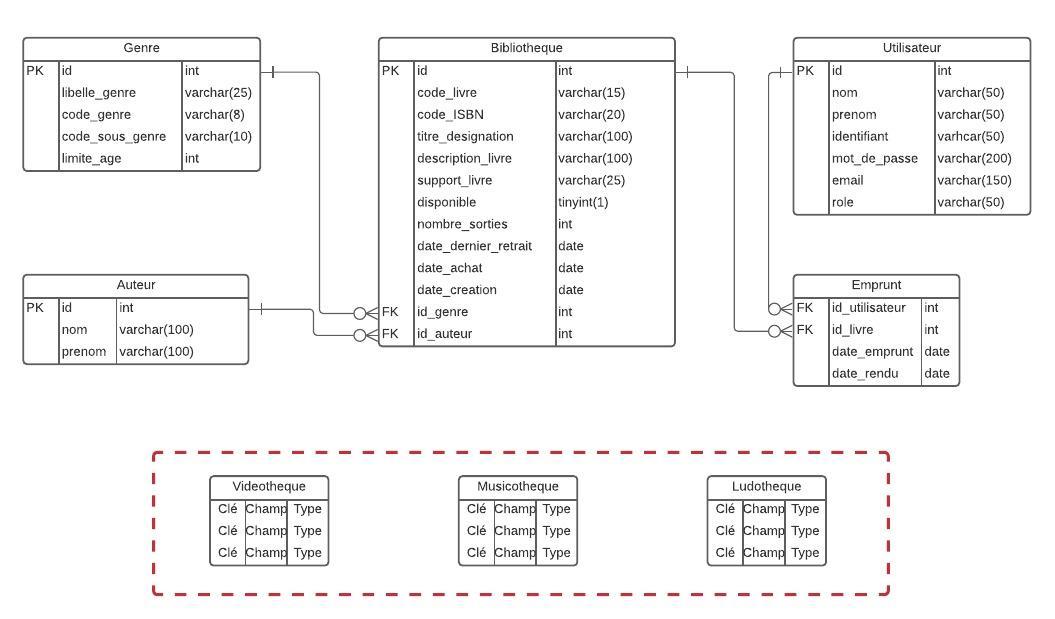 Genre
PK id int
libelle_genre varchar(25)
code_genre varchar(8)
code_sous_genre varchar(10)
limite_age int
Bibliotheque
PK id int
code_livre varchar(15)
code_ISBN varchar(20)
titre_designation varchar(100)
description_livre varchar(100)
support_livre varchar(25)
disponible tinyint(1)
nombre_sorties int
date_dernier_retrait date
date_achat date
date_creation date
FK id_genre int
FK id_auteur int
Utilisateur
PK id int
nom varchar(50)
prenom varchar(50)
identifiant varhcar(50)
mot_de_passe varchar(200)
email varchar(150)
role varchar(50)
Auteur
PK id int
nom varchar(100)
prenom varchar(100)
Emprunt
FK id_utilisateur int
FK id_livre int
date_emprunt date
date_rendu date
Videotheque
Clé Champ Type
Clé Champ Type
Clé Champ Type
Musicotheque
Clé Champ Type
Clé Champ Type
Clé Champ Type
Ludotheque
Clé Champ Type
Clé Champ Type
Clé Champ Type